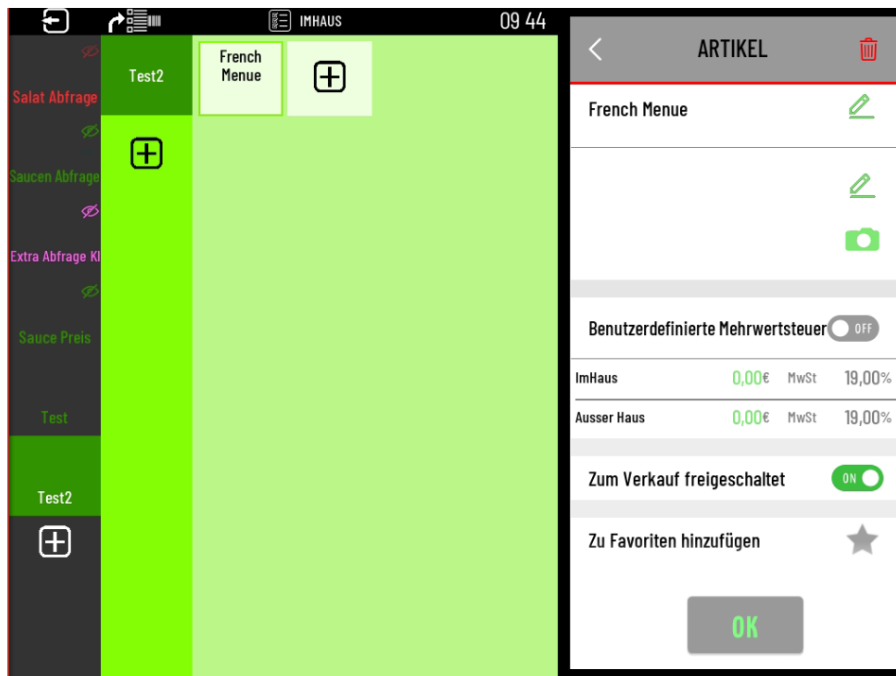 IMHAUS
09 44
Salat Abfrage
Saucen Abfrage
Extra Abfrage Kl
Sauce Preis
Test
Test2
Test2
French
Menue
ARTIKEL
French Menue
Benutzerdefinierte Mehrwertsteuer OFF
ImHaus 0,00€ MwSt 19,00%
Ausser Haus 0,00€ MwSt 19,00%
Zum Verkauf freigeschaltet ON
Zu Favoriten hinzufügen
OK